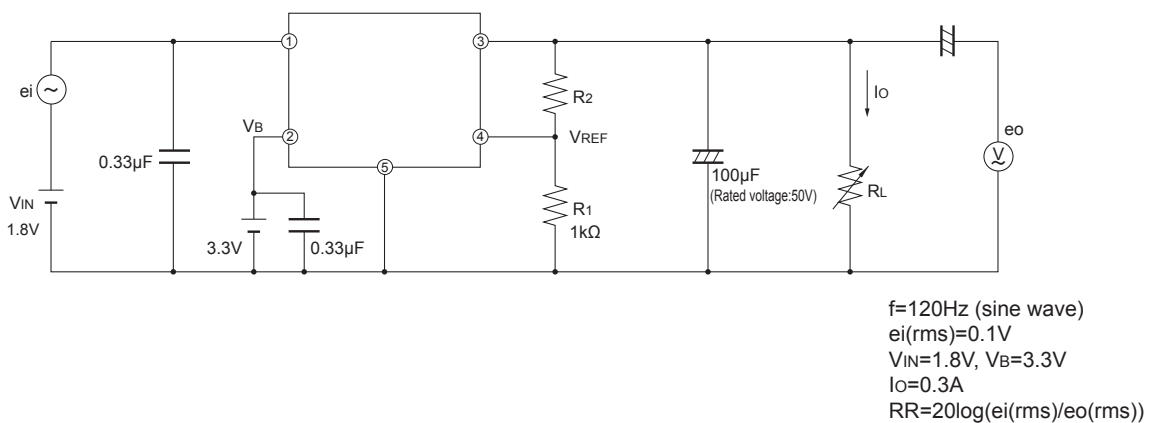 ①
③
ei
R2
IO
VB
②
④
VREF
eo
0.33µF
⑤
V
100µF
(Rated voltage:50V)
RL
VIN
R1
1.8V
1kΩ
3.3V
0.33µF
f=120Hz (sine wave)
ei(rms)=0.1V
VIN=1.8V, VB=3.3V
IO=0.3A
RR=20log(ei(rms)/eo(rms))